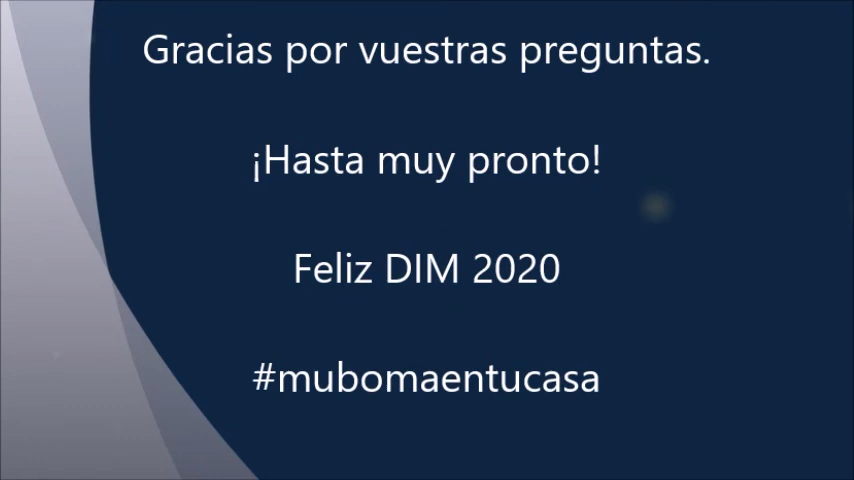 Gracias por vuestras preguntas.
¡Hasta muy pronto!
Feliz DIM 2020
#mubomaentucasa